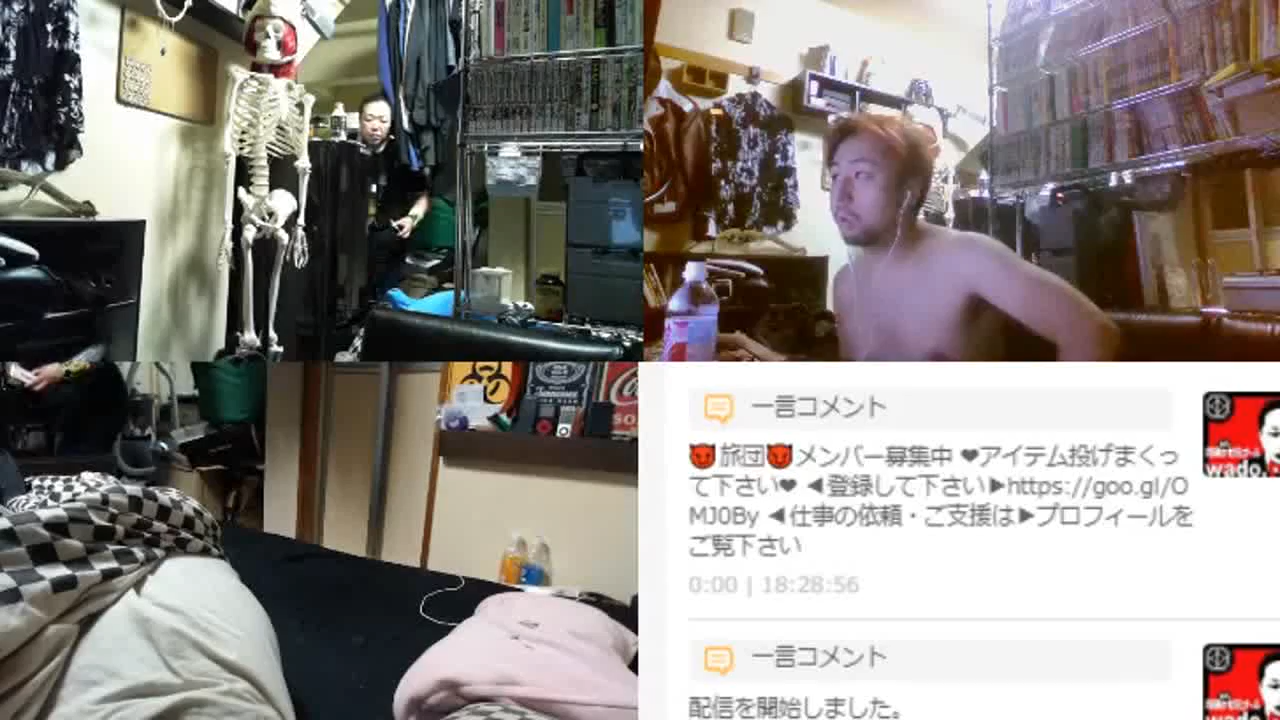 一言コメント
😈旅団😈メンバー募集中 ❤アイテム投げまくっ
て下さい❤ ◀登録して下さい▶https://goo.gl/O
MJ0By ◀仕事の依頼・ご支援は▶プロフィールを
ご覧下さい
0:00 | 18:28:56
一言コメント
配信を開始しました。
wado.
Tennessee
Coca